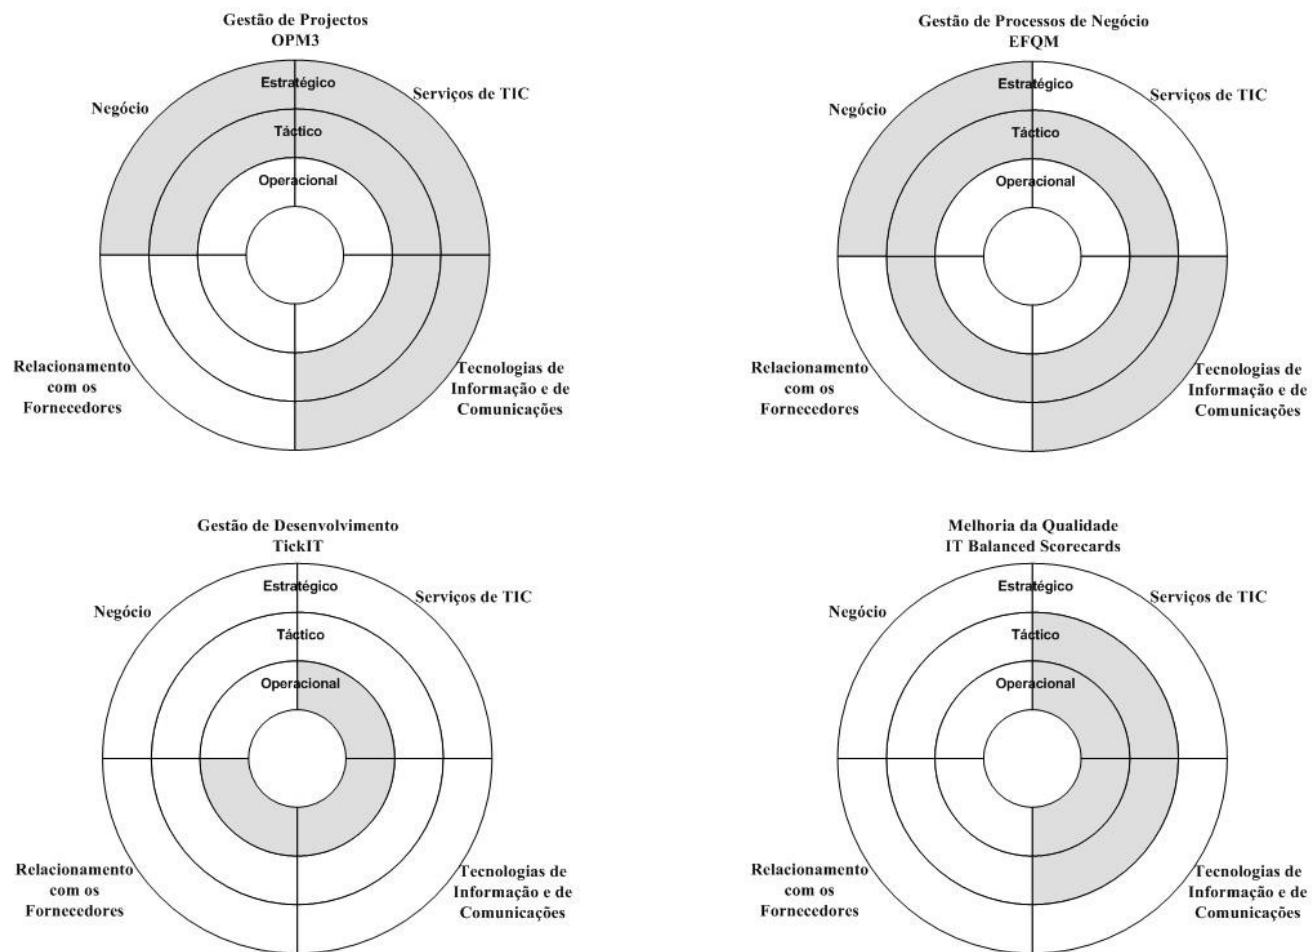 Gestão de Projectos
OPM3
Estratégico
Negócio
Serviços de TIC
Táctico
Operacional
Relacionamento
com os
Fornecedores
Tecnologias de
Informação e de
Comunicações
Gestão de Processos de Negócio
EFQM
Estratégico
Negócio
Serviços de TIC
Táctico
Operacional
Relacionamento
com os
Fornecedores
Tecnologias de
Informação e de
Comunicações
Gestão de Desenvolvimento
TickIT
Estratégico
Negócio
Serviços de TIC
Táctico
Operacional
Relacionamento
com os
Fornecedores
Tecnologias de
Informação e de
Comunicações
Melhoria da Qualidade
IT Balanced Scorecards
Estratégico
Negócio
Serviços de TIC
Táctico
Operacional
Relacionamento
com os
Fornecedores
Tecnologias de
Informação e de
Comunicações